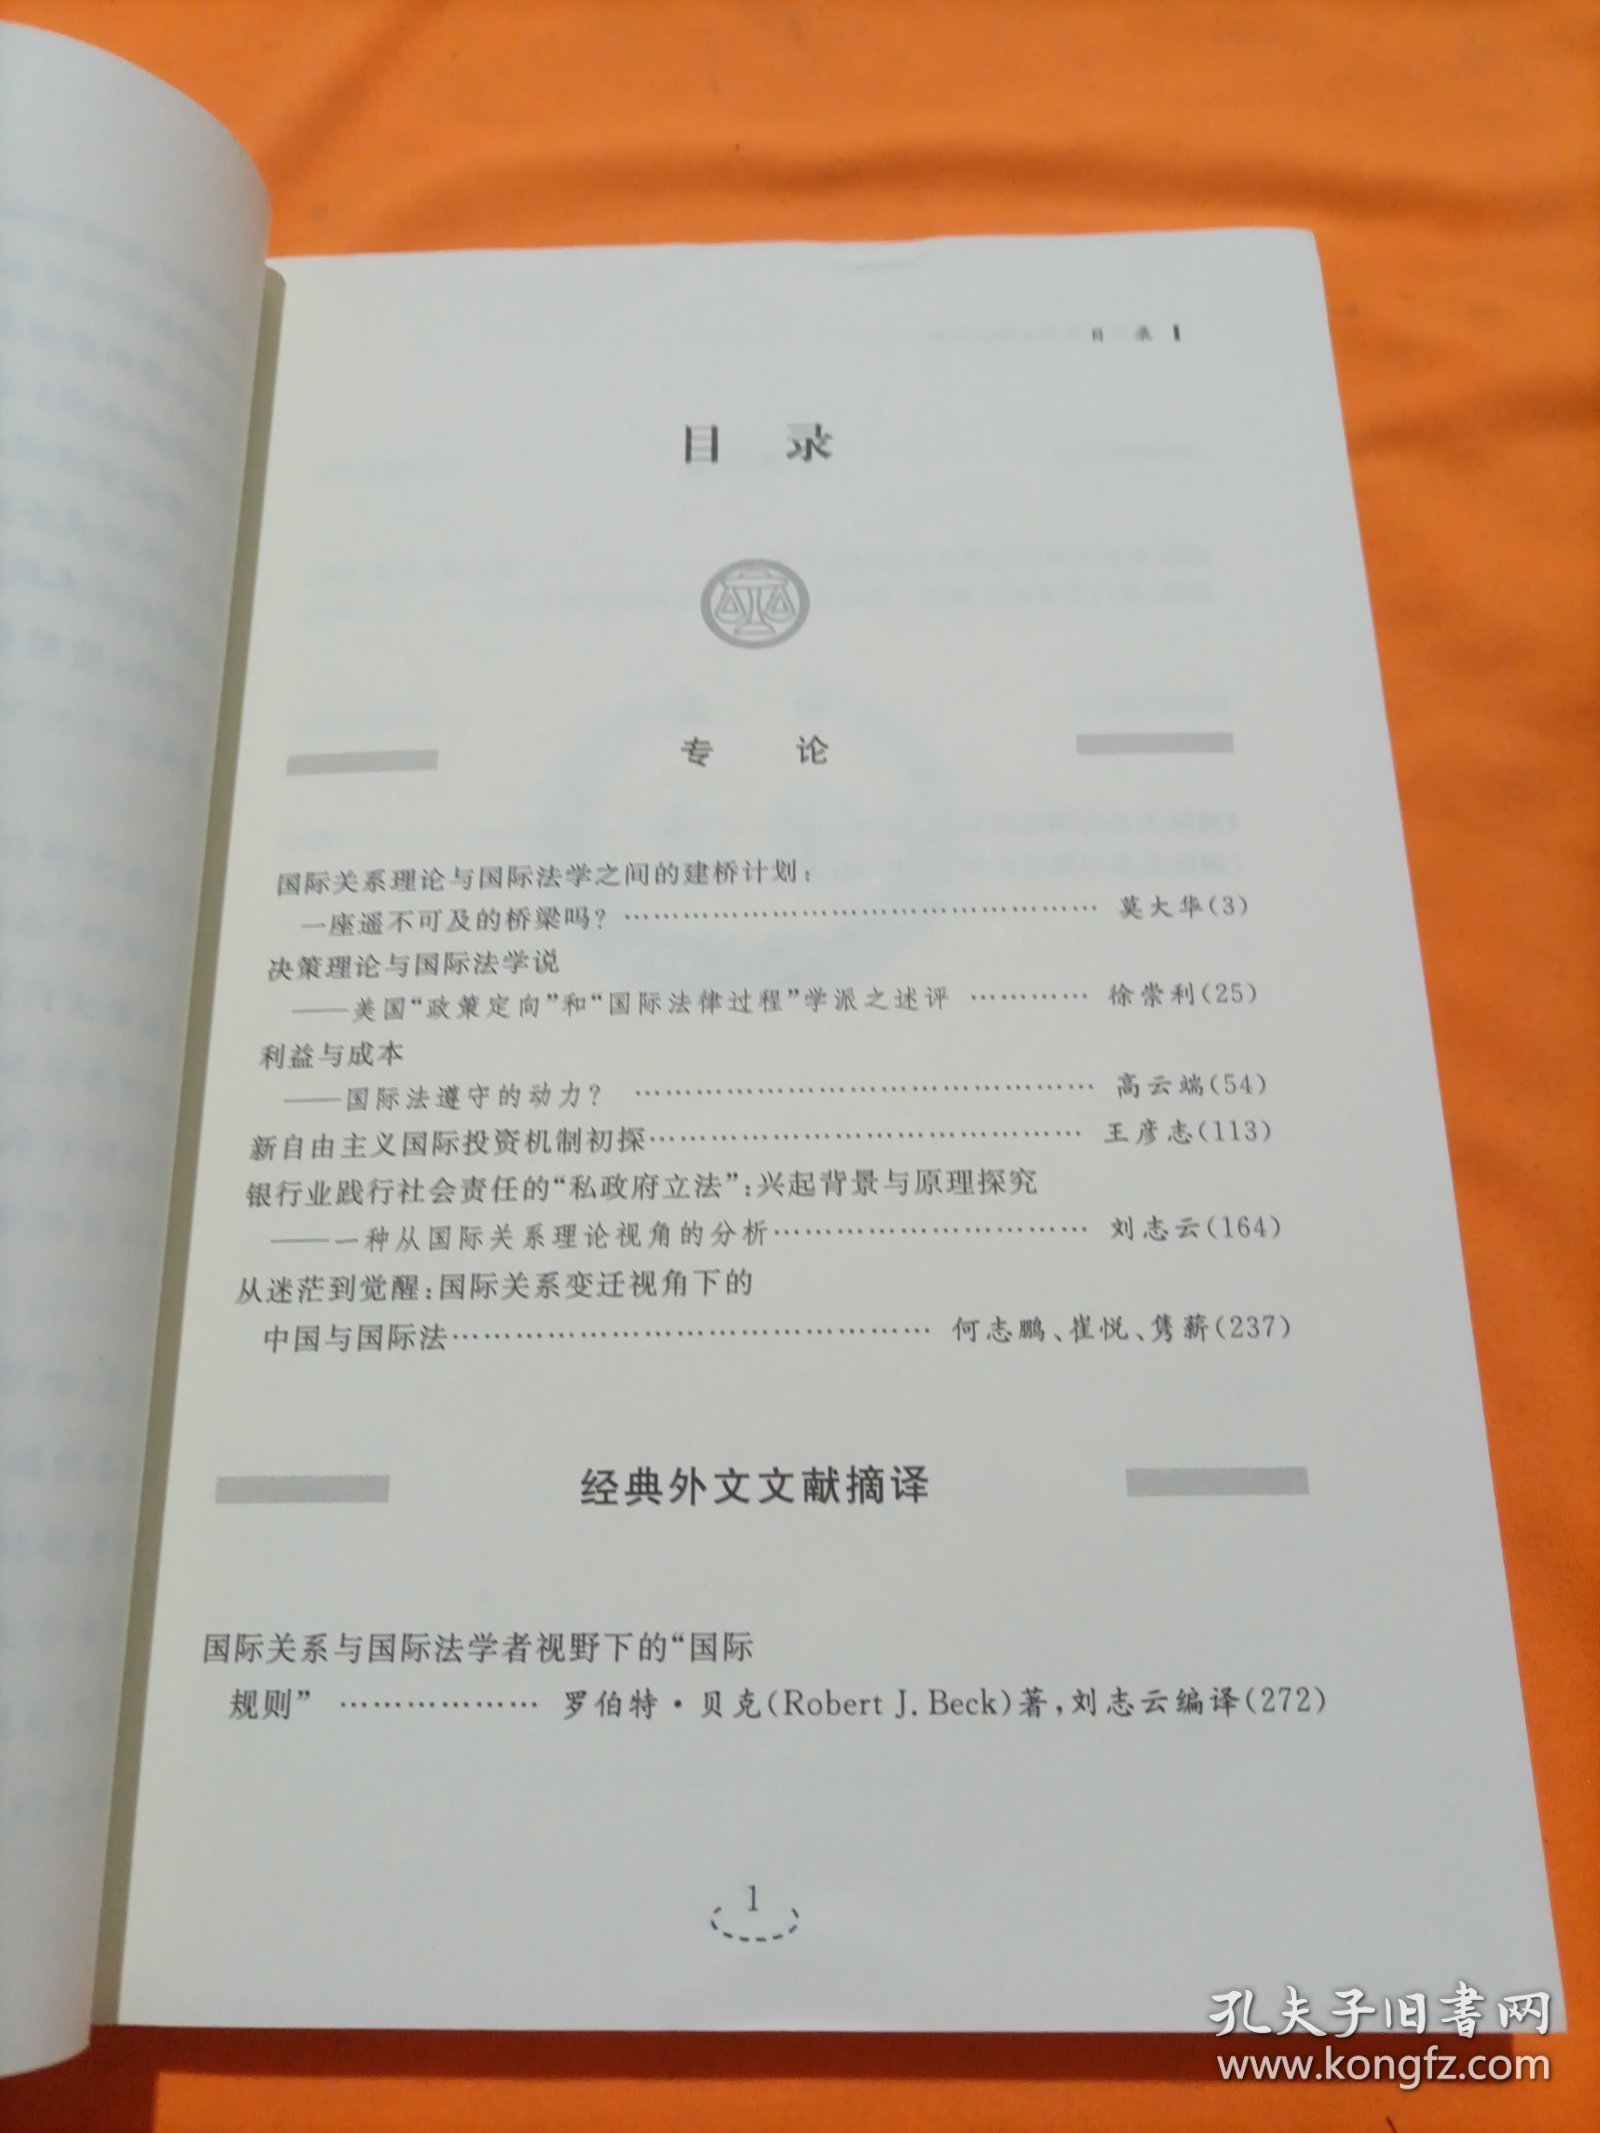 目 录
目 录
专 论
国际关系理论与国际法学之间的建桥计划：
一座遥不可及的桥梁吗？………………………………………… 莫大华(3)
决策理论与国际法学说
——美国“政策定向”和“国际法律过程”学派之述评 ………… 徐崇利(25)
利益与成本
——国际法遵守的动力？ ……………………………………… 高云端(54)
新自由主义国际投资机制初探…………………………………… 王彦志(113)
银行业践行社会责任的“私政府立法”：兴起背景与原理探究
——一种从国际关系理论视角的分析………………………… 刘志云(164)
从迷茫到觉醒：国际关系变迁视角下的
中国与国际法……………………………………… 何志鹏、崔悦、隽薪(237)
经典外文文献摘译
国际关系与国际法学者视野下的“国际
规则” ……………… 罗伯特·贝克(Robert J. Beck)著，刘志云编译(272)
1
孔夫子旧书网
www.kongfz.com